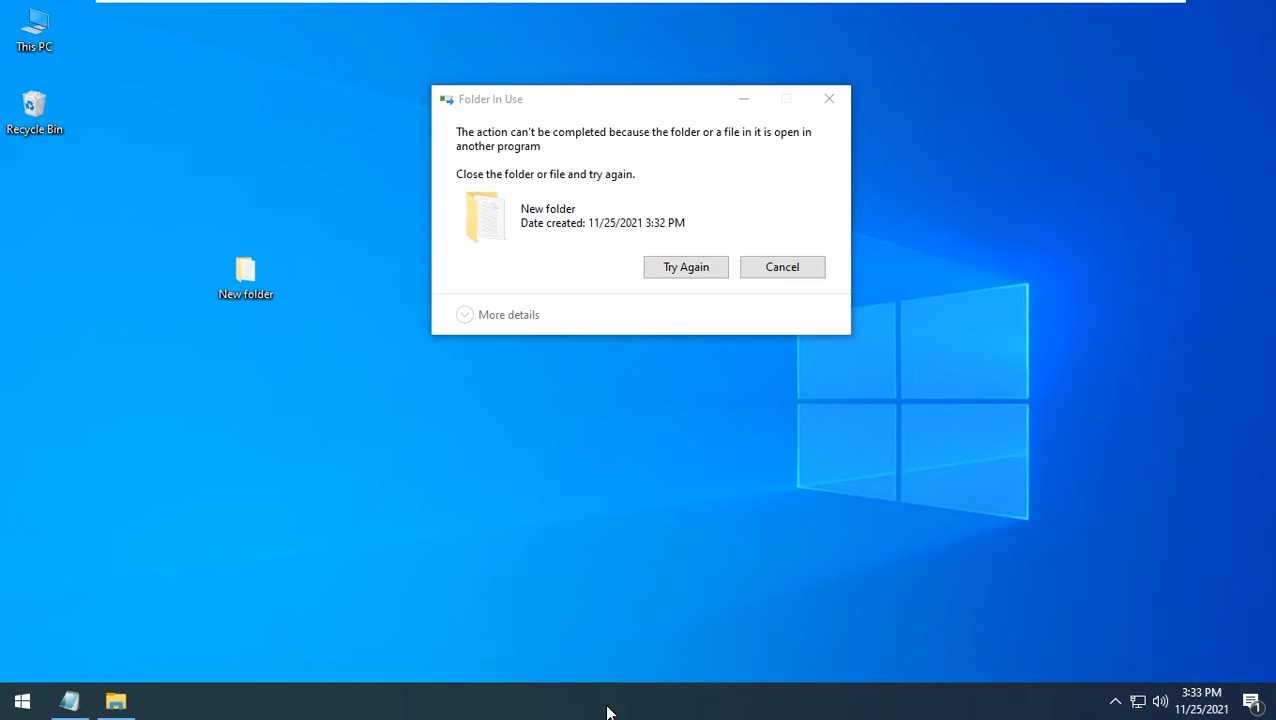 This PC
Recycle Bin
New folder
Folder In Use
The action can't be completed because the folder or a file in it is open in
another program
Close the folder or file and try again.
New folder
Date created: 11/25/2021 3:32 PM
Try Again
Cancel
More details
3:33 PM
11/25/2021
1